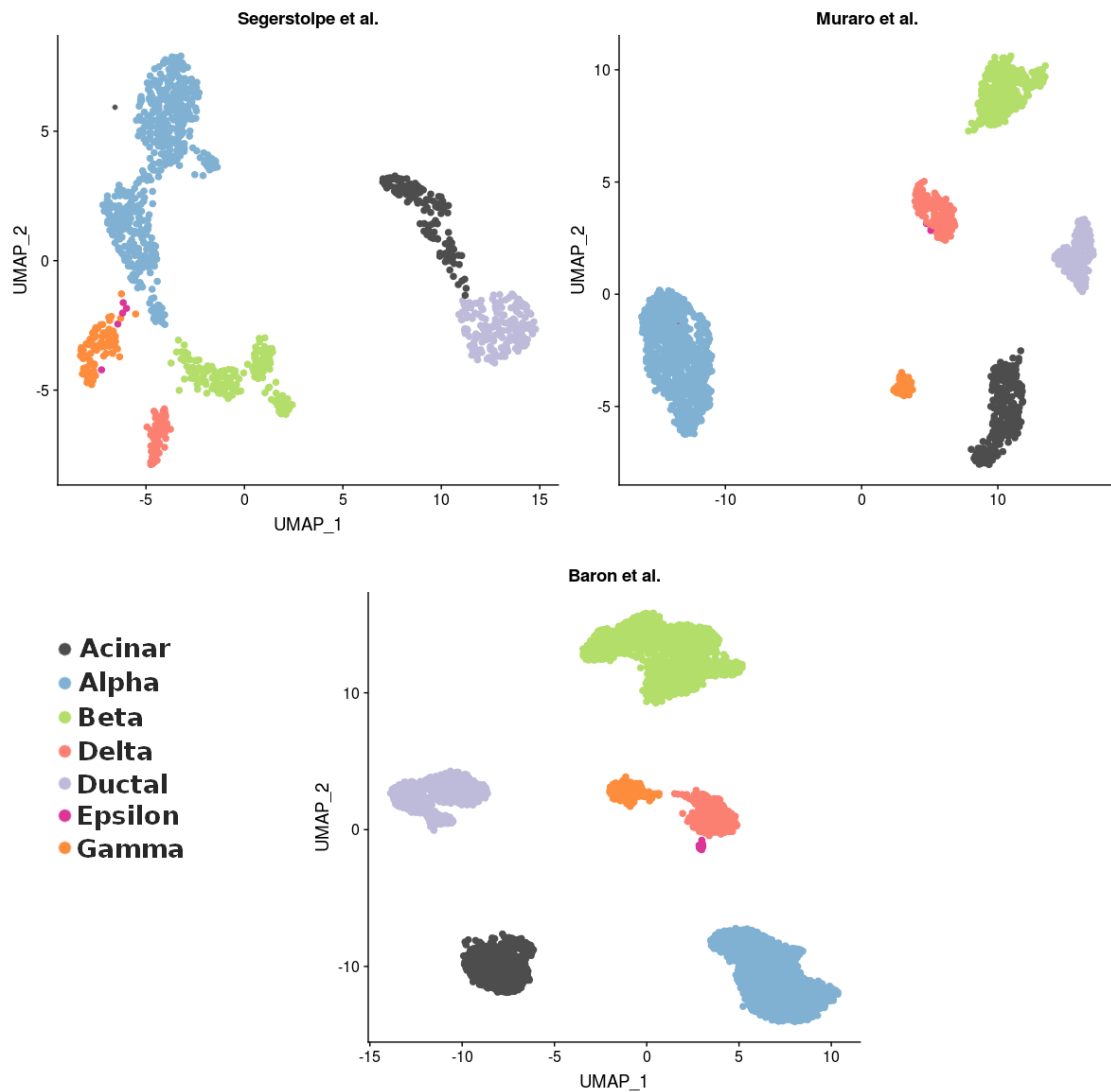 Segerstolpe et al.
UMAP_2
5
0
-5
-5
0
5
10
15
UMAP_1
Muraro et al.
UMAP_2
10
5
0
-5
-10
0
10
Baron et al.
Acinar
Alpha
Beta
Delta
Ductal
Epsilon
Gamma
UMAP_2
10
0
-10
-15
-10
-5
0
5
10
UMAP_1